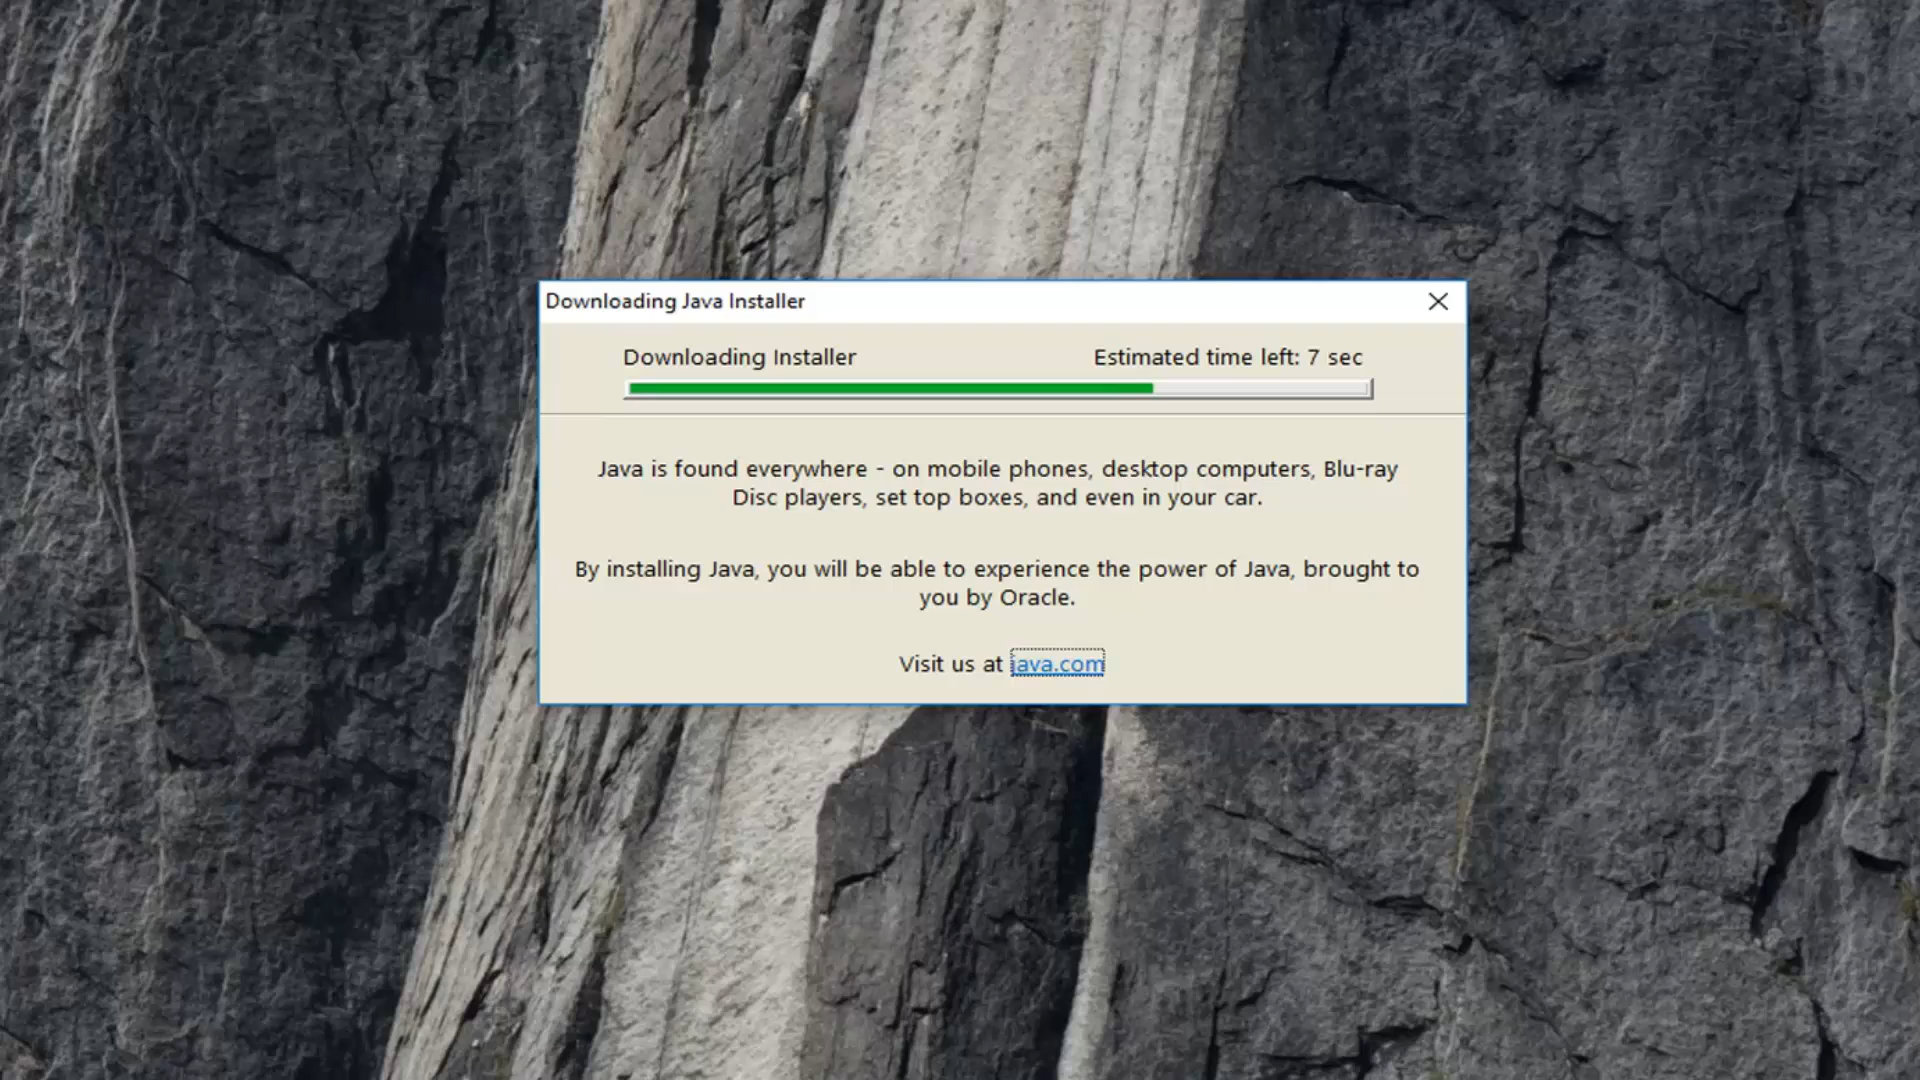 Downloading Java Installer
Downloading Installer Estimated time left: 7 sec
Java is found everywhere - on mobile phones, desktop computers, Blu-ray
Disc players, set top boxes, and even in your car.
By installing Java, you will be able to experience the power of Java, brought to
you by Oracle.
Visit us at java.com